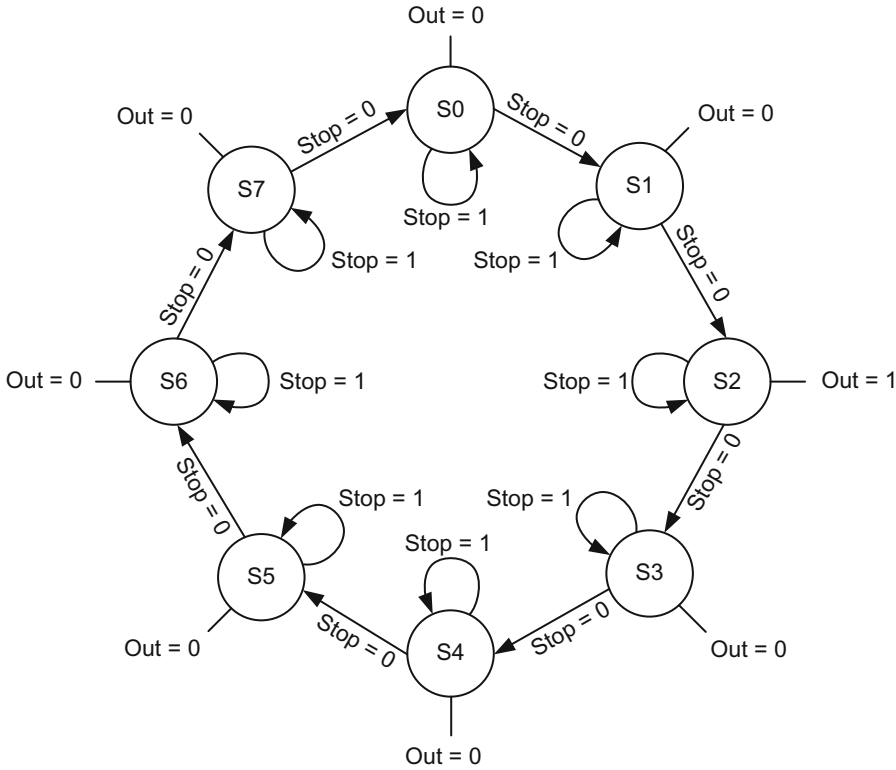 Out = 0
S0
Stop = 0
Stop = 0
Out = 0
Out = 0
S7
S1
Stop = 1
Stop = 1
Stop = 1
Stop = 0
Stop = 0
Out = 0
S6
Stop = 1
Stop = 1
S2
Out = 1
Stop = 0
Stop = 0
Stop = 1
Stop = 1
Stop = 1
S5
S3
Stop = 0
Stop = 0
S4
Out = 0
Out = 0
Out = 0